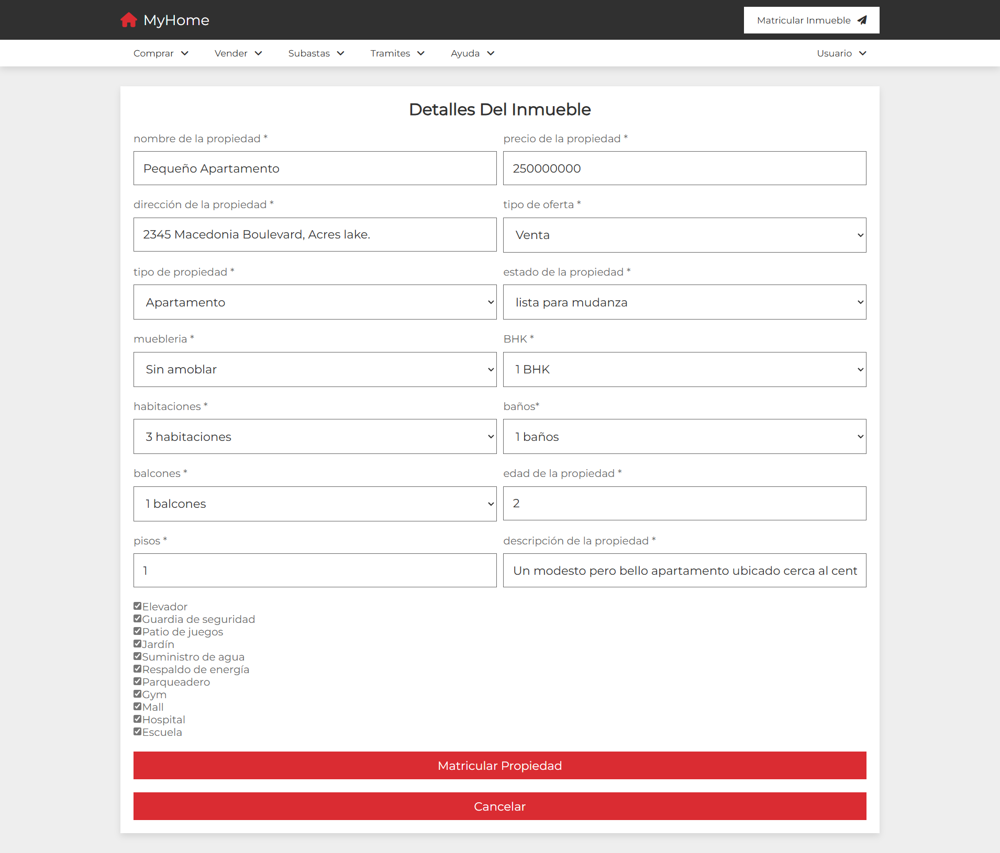 MyHome
Matricular Inmueble
Comprar Vender Subastas Tramites Ayuda Usuario
Detalles Del Inmueble
nombre de la propiedad * precio de la propiedad *
Pequeño Apartamento 250000000
dirección de la propiedad * tipo de oferta *
2345 Macedonia Boulevard, Acres lake. Venta
tipo de propiedad * estado de la propiedad *
Apartamento lista para mudanza
muebleria * BHK *
Sin amoblar 1 BHK
habitaciones * baños*
3 habitaciones 1 baños
balcones * edad de la propiedad *
1 balcones 2
pisos * descripción de la propiedad *
1 Un modesto pero bello apartamento ubicado cerca al cent
Elevador
Guardia de seguridad
Patio de juegos
Jardín
Suministro de agua
Respaldo de energía
Parqueadero
Gym
Mall
Hospital
Escuela
Matricular Propiedad
Cancelar